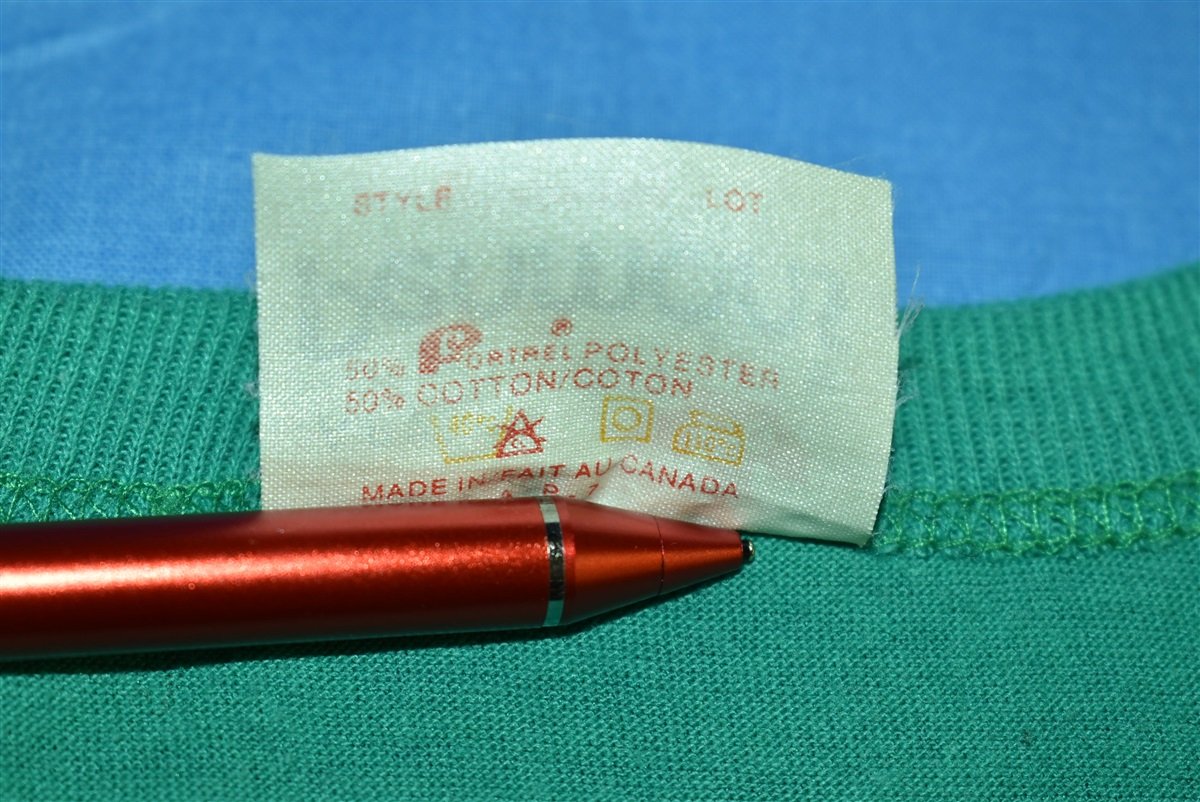 STYLE LOT
50% FORTREL ® POLYESTER
50% COTTON/COTON
MADE IN/FAIT AU CANADA